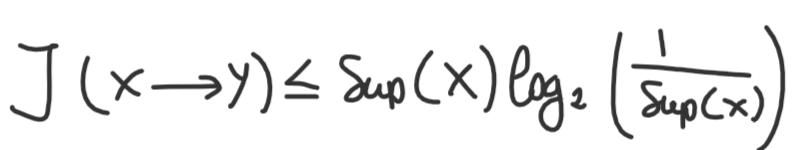 J(x→y) ≤ Sup(x) log₂ (1/Sup(x))